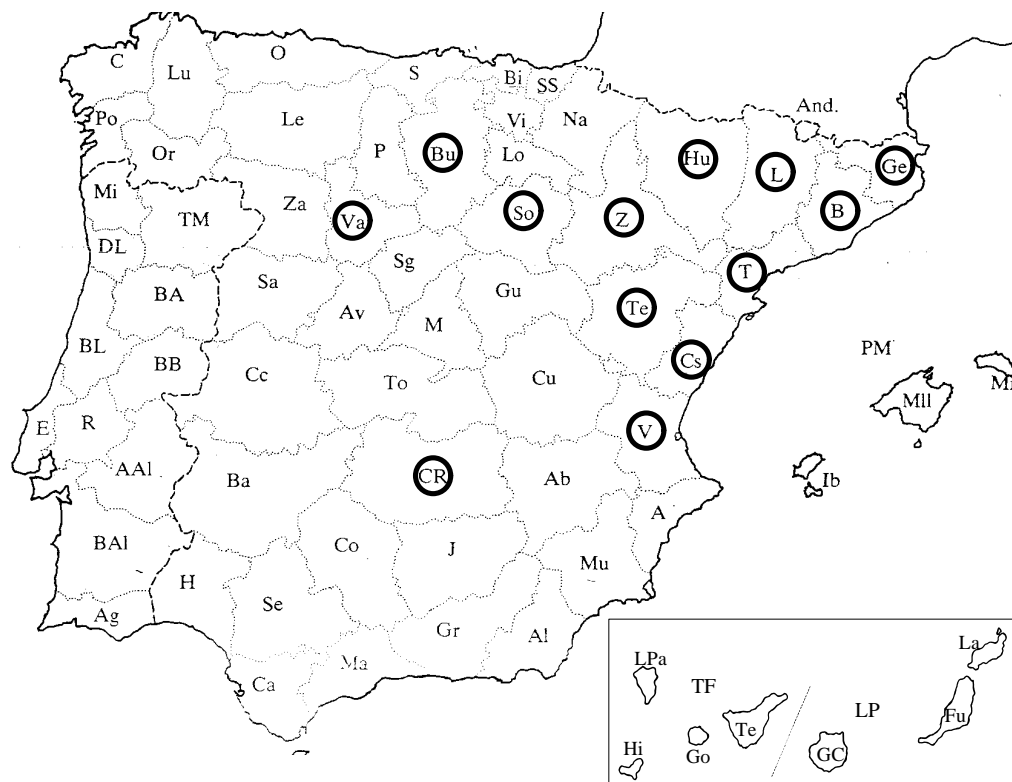 C Lu O S Bi SS
Po Le P Bu Vi Na And.
Or Lo Hu L Ge
Mi Za Va So Z B
TM
DL Sg T
BA Sa Av Gu Te
BL M Cs PM
BB Cc To Cu Mll
E R V
AAl Ba CR Ab Ib
A
BAl Co J Mu
H
Ag Se Gr Al
Ma
Ca
LPa TF La
LP Fu
Hi Go Te GC